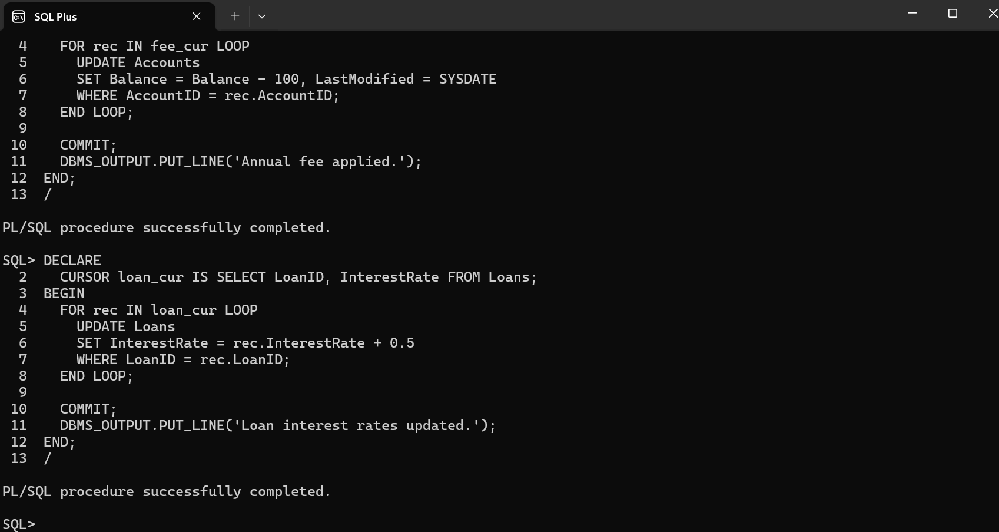 SQL Plus
  4    FOR rec IN fee_cur LOOP
  5      UPDATE Accounts
  6      SET Balance = Balance - 100, LastModified = SYSDATE
  7      WHERE AccountID = rec.AccountID;
  8    END LOOP;
  9
 10    COMMIT;
 11    DBMS_OUTPUT.PUT_LINE('Annual fee applied.');
 12  END;
 13  /
PL/SQL procedure successfully completed.
SQL> DECLARE
  2    CURSOR loan_cur IS SELECT LoanID, InterestRate FROM Loans;
  3  BEGIN
  4    FOR rec IN loan_cur LOOP
  5      UPDATE Loans
  6      SET InterestRate = rec.InterestRate + 0.5
  7      WHERE LoanID = rec.LoanID;
  8    END LOOP;
  9
 10    COMMIT;
 11    DBMS_OUTPUT.PUT_LINE('Loan interest rates updated.');
 12  END;
 13  /
PL/SQL procedure successfully completed.
SQL>